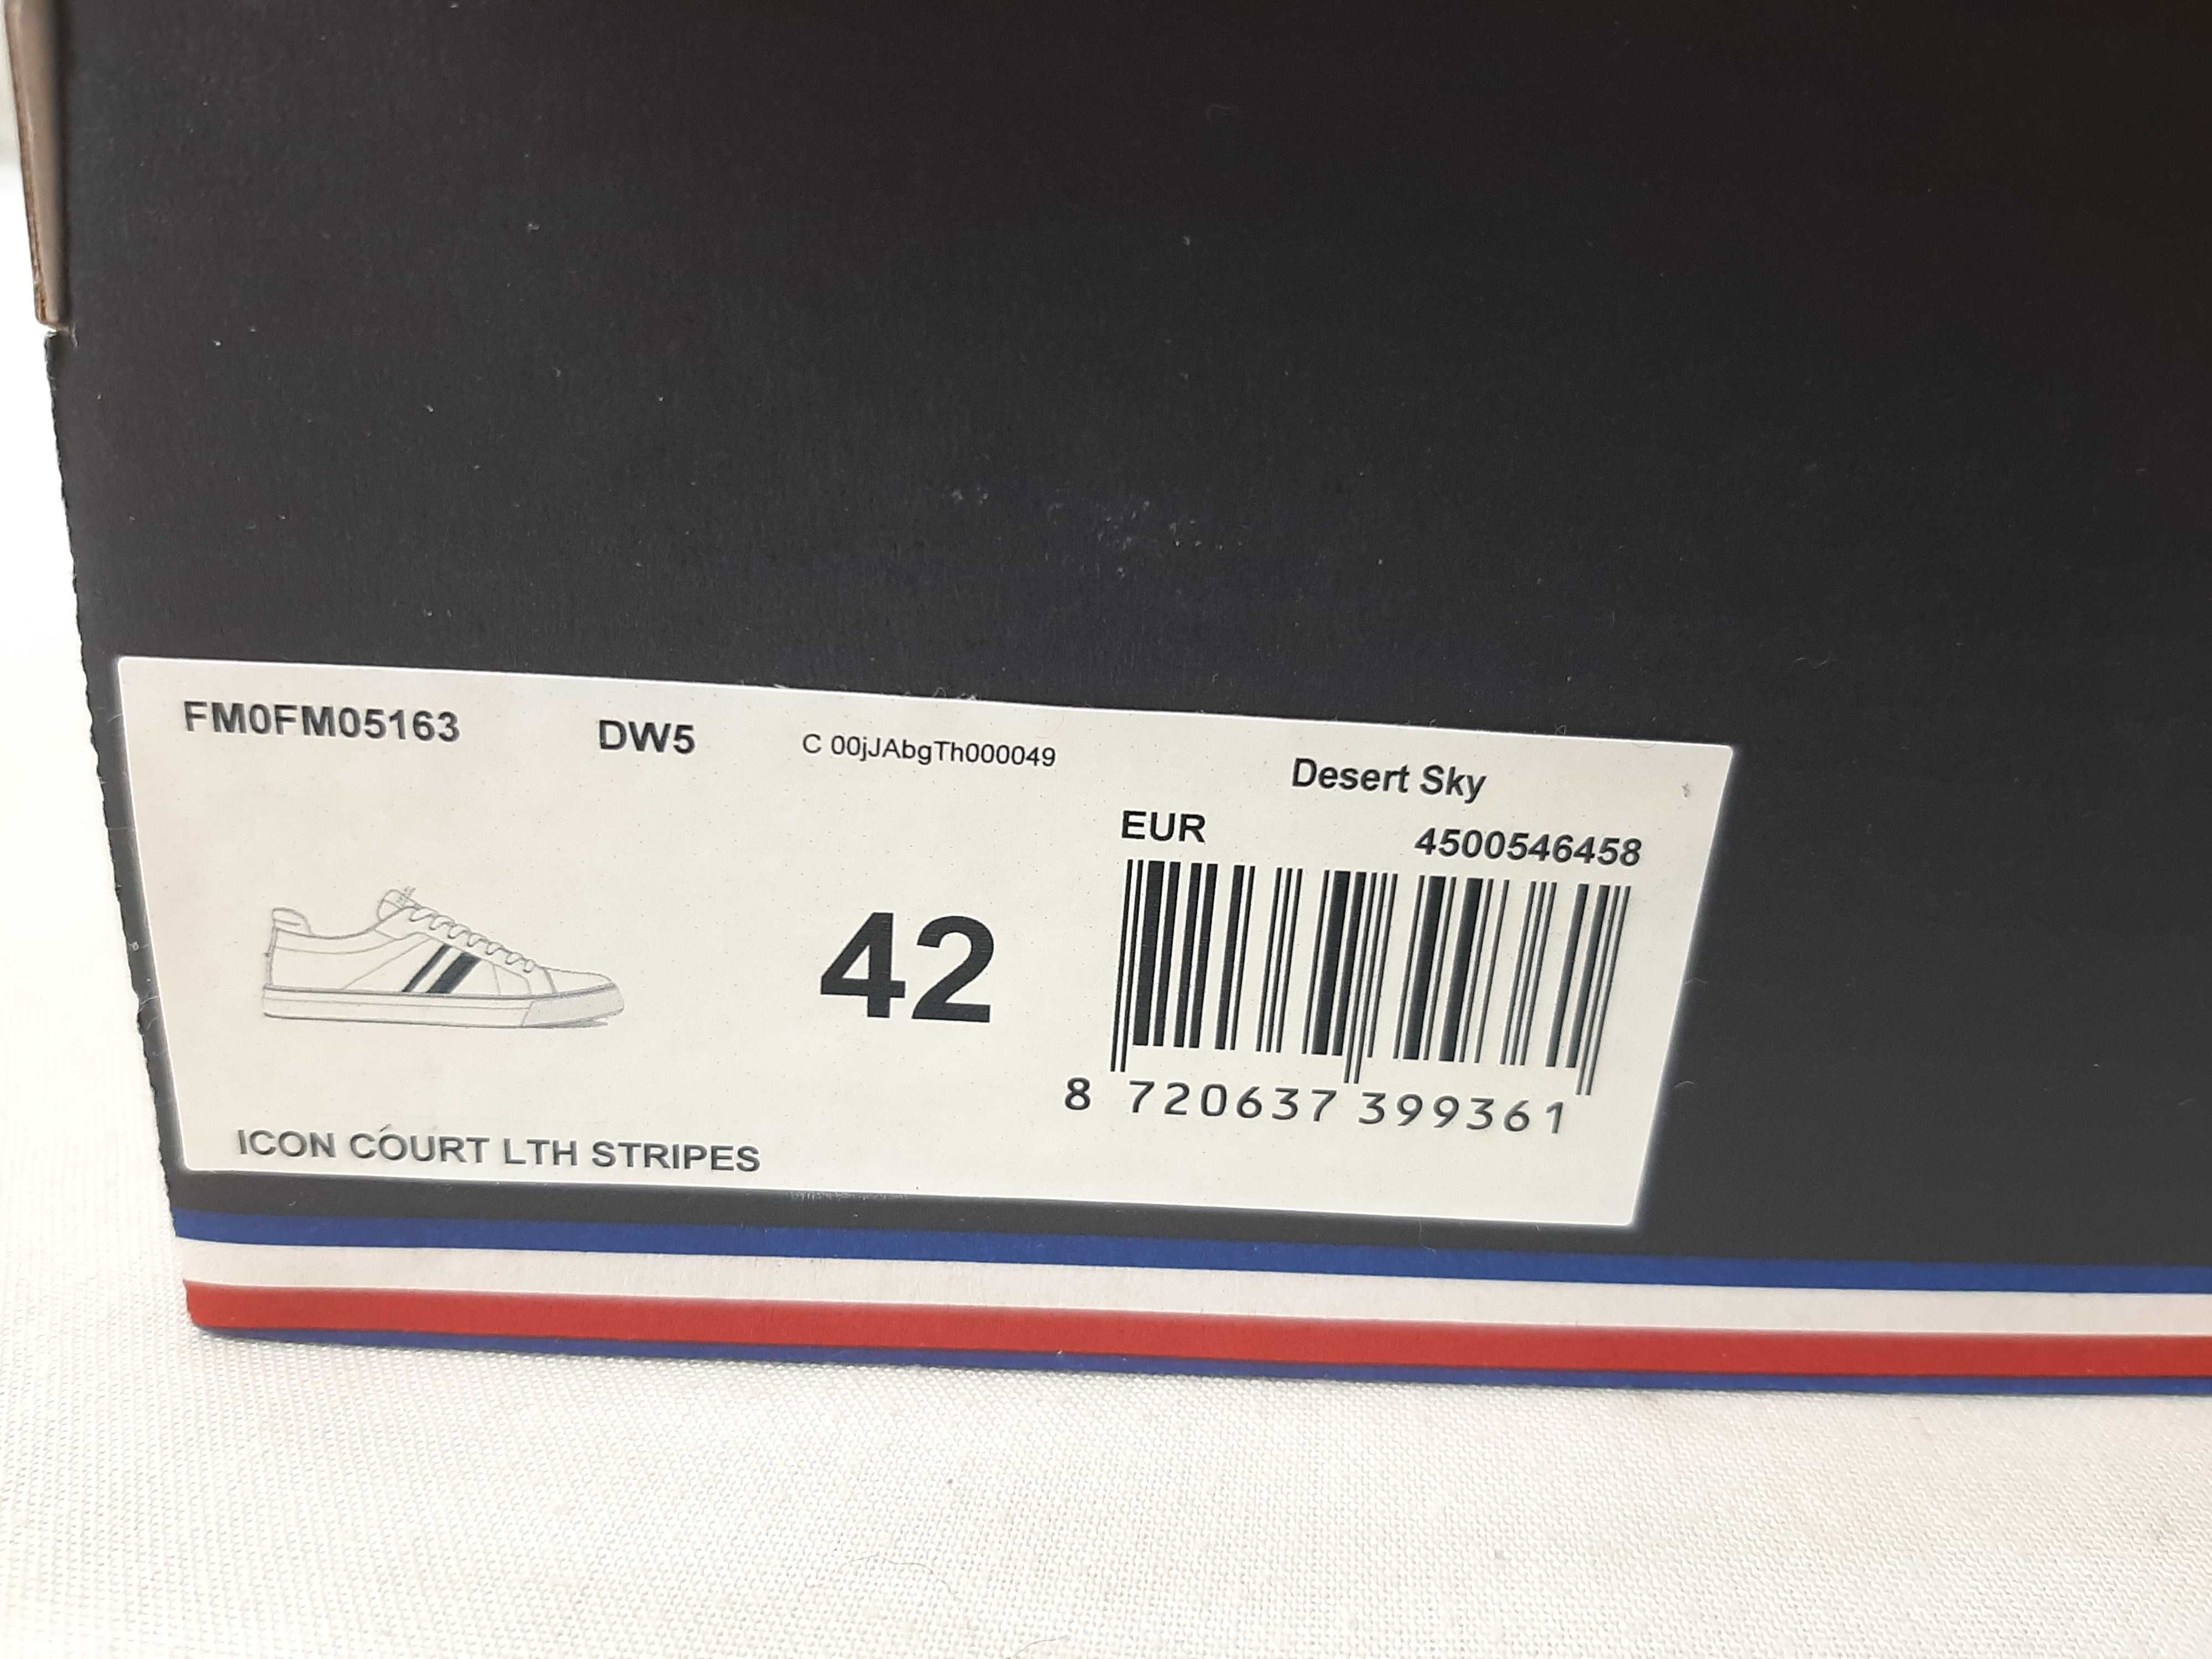 FM0FM05163 DW5 C 00jJAbgTh000049 Desert Sky
EUR 4500546458
42
8 720637 399361
ICON COURT LTH STRIPES